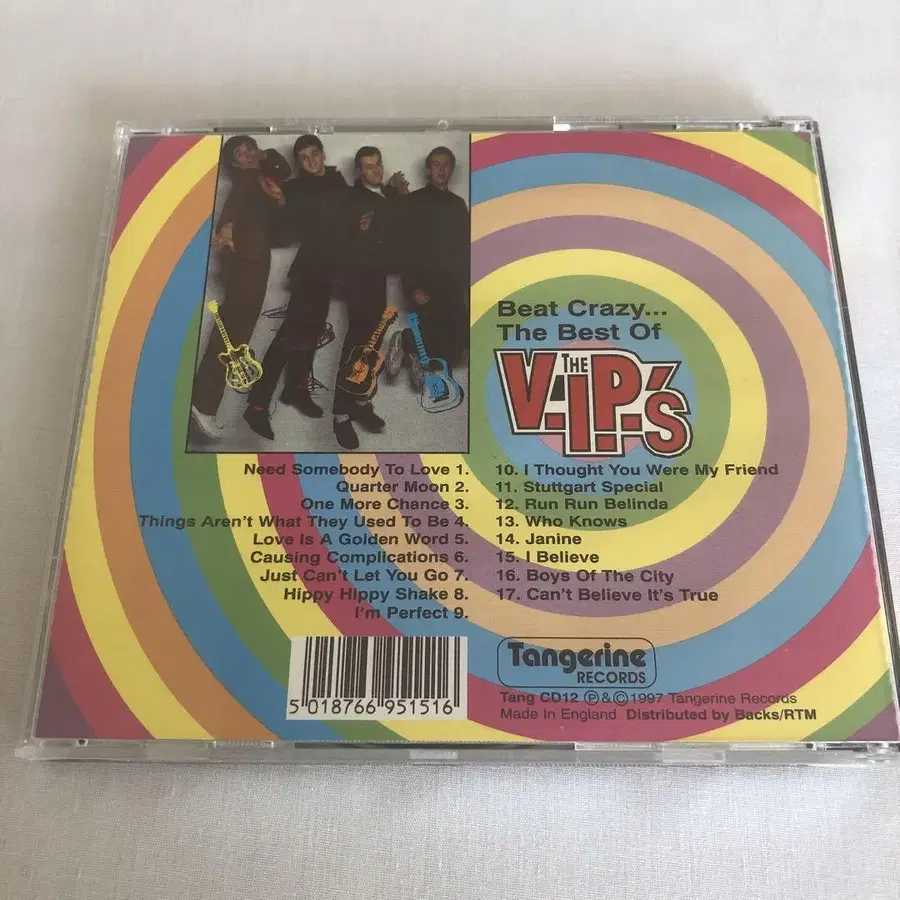 Beat Crazy...
The Best Of
THE
V.I.P.'s
Need Somebody To Love 1.
Quarter Moon 2.
One More Chance 3.
Things Aren't What They Used To Be 4.
Love Is A Golden Word 5.
Causing Complications 6.
Just Can't Let You Go 7.
Hippy Hippy Shake 8.
I'm Perfect 9.
10. I Thought You Were My Friend
11. Stuttgart Special
12. Run Run Belinda
13. Who Knows
14. Janine
15. I Believe
16. Boys Of The City
17. Can't Believe It's True
5 018766 951516
Tangerine
RECORDS
Tang CD12 ℗&©1997 Tangerine Records
Made In England Distributed by Backs/RTM